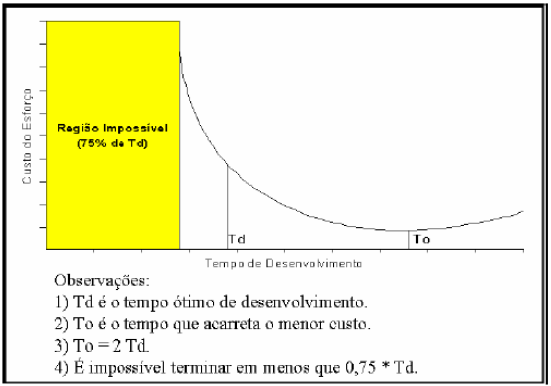 Custo do Esforço
Região Impossível
(75% de Td)
Td
To
Tempo de Desenvolvimento
Observações:
1) Td é o tempo ótimo de desenvolvimento.
2) To é o tempo que acarreta o menor custo.
3) To = 2 Td.
4) É impossível terminar em menos que 0,75 * Td.